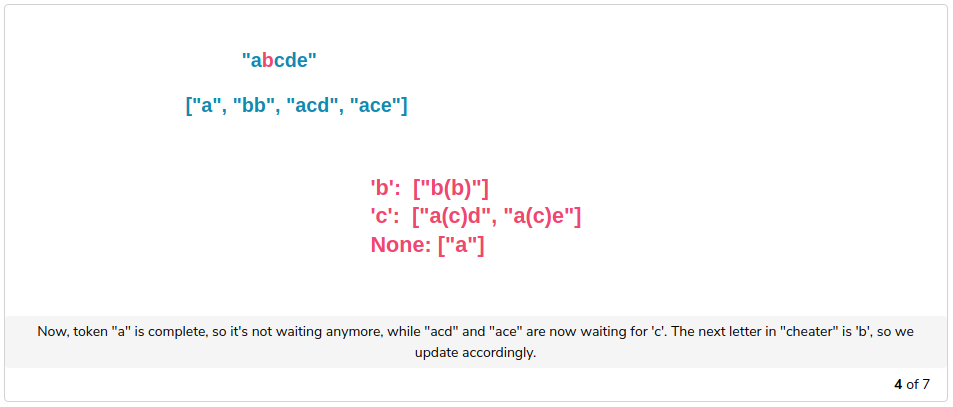 "abcde"
["a", "bb", "acd", "ace"]
'b': ["b(b)"]
'c': ["a(c)d", "a(c)e"]
None: ["a"]
Now, token "a" is complete, so it's not waiting anymore, while "acd" and "ace" are now waiting for 'c'. The next letter in "cheater" is 'b', so we
update accordingly.
4 of 7